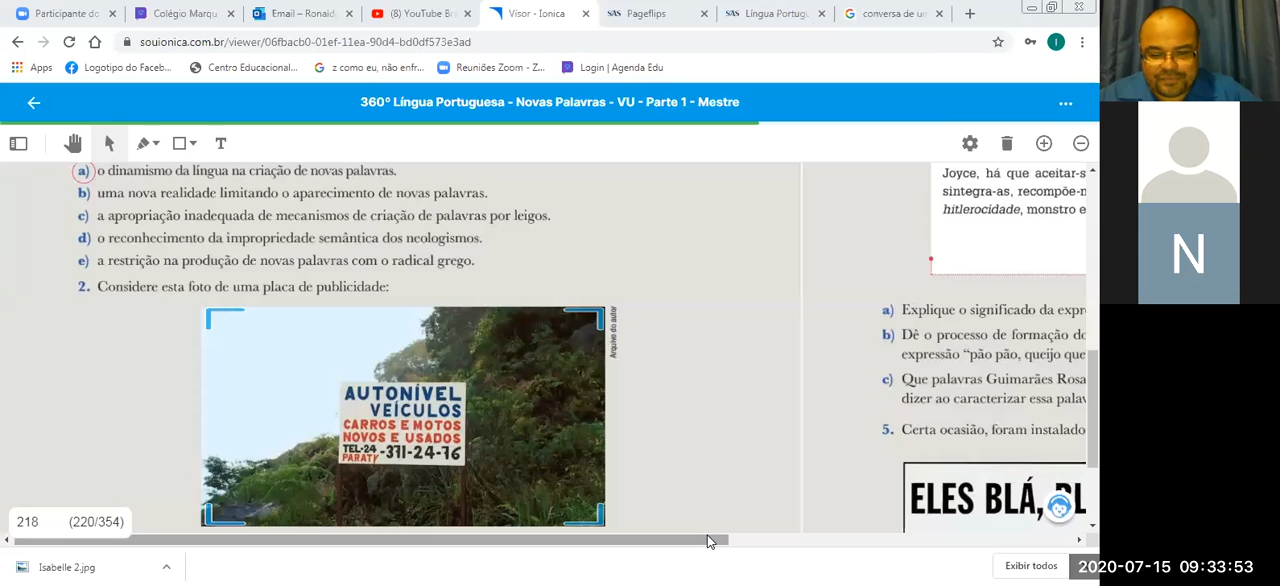 Participante do
Colégio Marqu
Email – Ronaid
(8) YouTube Br
Visor - Ionica
SAS Pageflips
SAS Língua Portug
conversa de un
souionica.com.br/viewer/06fbacb0-01ef-11ea-90d4-bd0df573e3ad
Apps
Logotipo do Faceb...
Centro Educacional...
z como eu, não enfr...
Reuniões Zoom - Z...
Login | Agenda Edu
360º Língua Portuguesa - Novas Palavras - VU - Parte 1 - Mestre
a) o dinamismo da língua na criação de novas palavras.
b) uma nova realidade limitando o aparecimento de novas palavras.
c) a apropriação inadequada de mecanismos de criação de palavras por leigos.
d) o reconhecimento da impropriedade semântica dos neologismos.
e) a restrição na produção de novas palavras com o radical grego.
2. Considere esta foto de uma placa de publicidade:
Arquivo do autor
AUTONÍVEL
VEÍCULOS
CARROS E MOTOS
NOVOS E USADOS
TEL-24 -371-24-76
PARATY
Joyce, há que aceitar-s
sintegra-as, recompõe-n
hitlerocidade, monstro e
a) Explique o significado da expr
b) Dê o processo de formação do
expressão “pão pão, queijo que
c) Que palavras Guimarães Rosa
dizer ao caracterizar essa palav
5. Certa ocasião, foram instalado
ELES BLÁ, BL
218 (220/354)
Isabelle 2.jpg
Exibir todos
N
2020-07-15 09:33:53